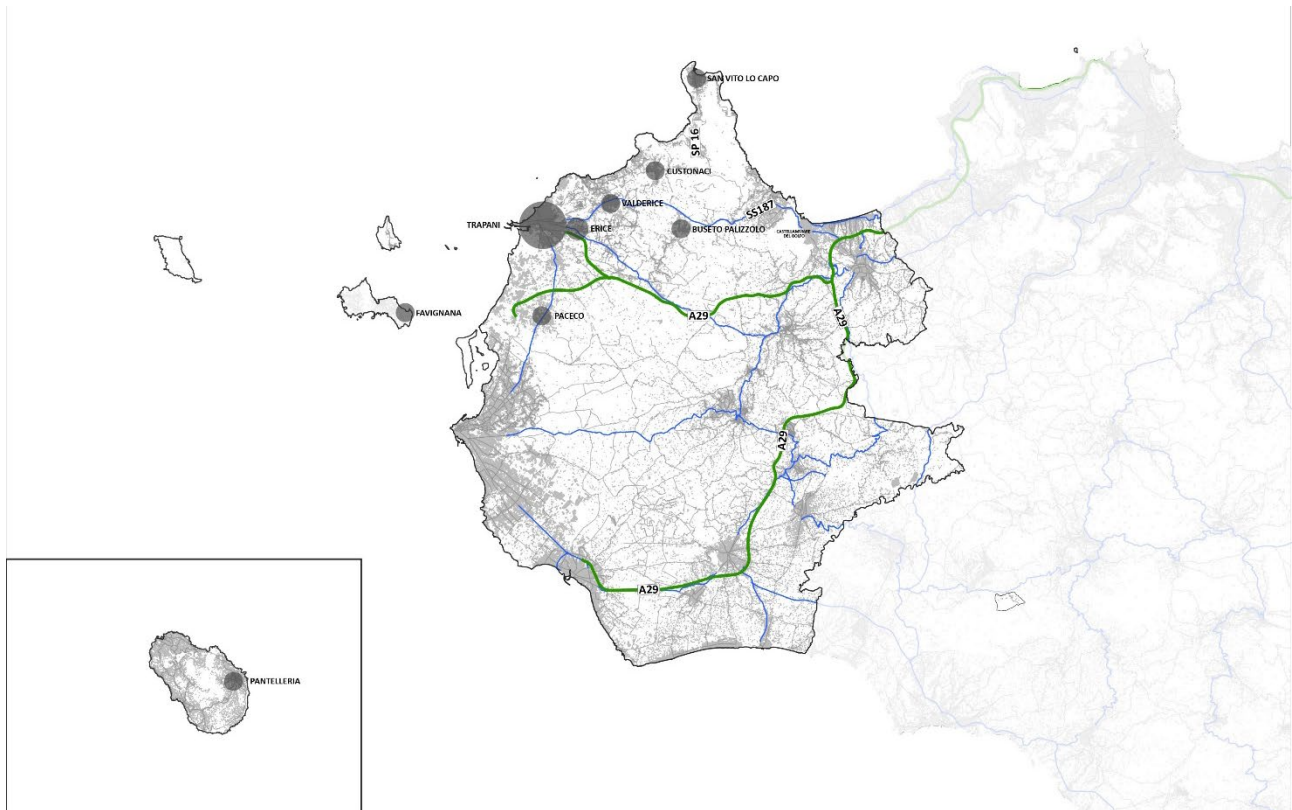 SAN VITO LO CAPO
SP 16
CUSTONACI
VALDERICE
SS187
TRAPANI
ERICE
BUSETO PALIZZOLO
CASTELLAMMARE
DEL GOLFO
FAVIGNANA
PACECO
A29
A29
A29
A29
PANTELLERIA